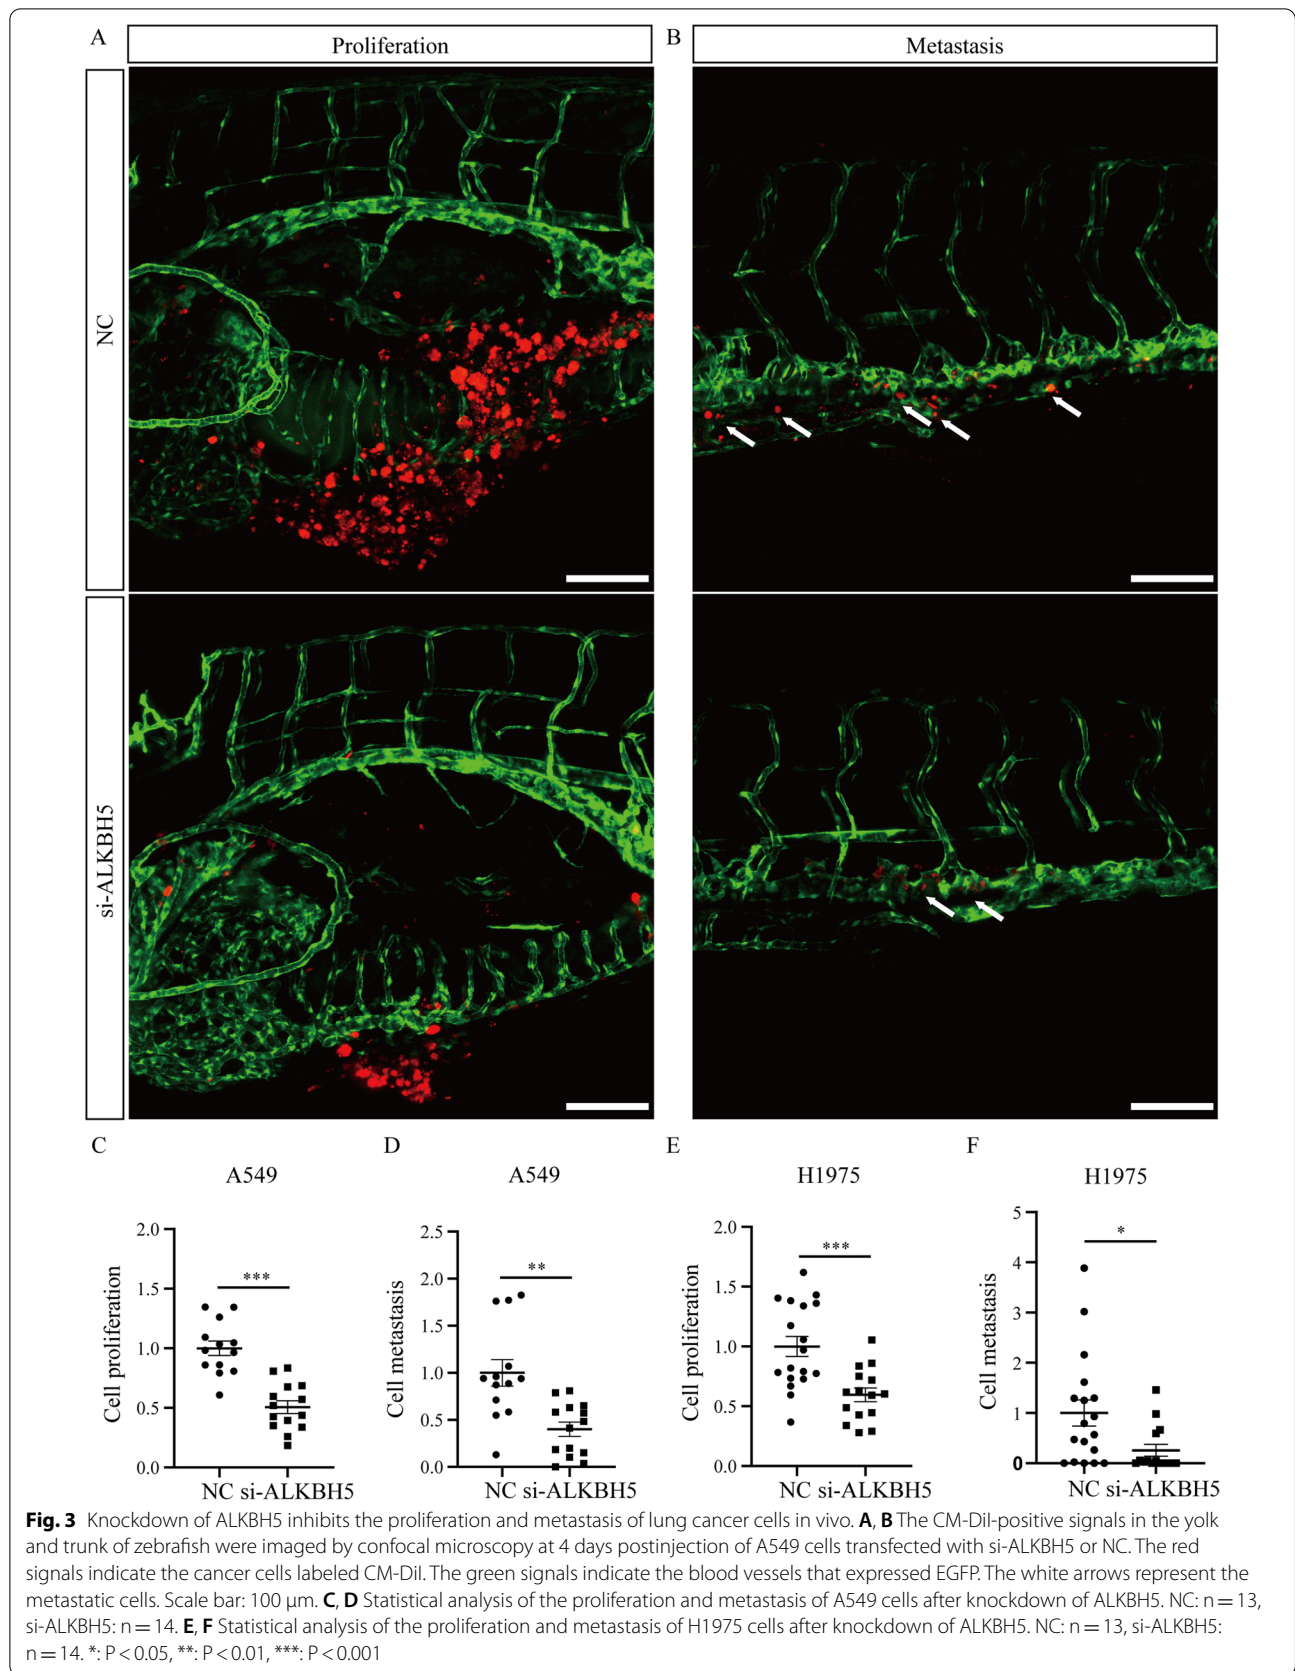 A
Proliferation
B
Metastasis
NC
si-ALKBH5
C
D
E
F
A549
A549
H1975
H1975
Cell proliferation
2.0
1.5
1.0
0.5
0.0
***
NC si-ALKBH5
Cell metastasis
2.5
2.0
1.5
1.0
0.5
0.0
**
NC si-ALKBH5
Cell proliferation
2.0
1.5
1.0
0.5
0.0
***
NC si-ALKBH5
Cell metastasis
5
4
3
2
1
0
*
NC si-ALKBH5
Fig. 3 Knockdown of ALKBH5 inhibits the proliferation and metastasis of lung cancer cells in vivo. A, B The CM-Dil-positive signals in the yolk
and trunk of zebrafish were imaged by confocal microscopy at 4 days postinjection of A549 cells transfected with si-ALKBH5 or NC. The red
signals indicate the cancer cells labeled CM-Dil. The green signals indicate the blood vessels that expressed EGFP. The white arrows represent the
metastatic cells. Scale bar: 100 μm. C, D Statistical analysis of the proliferation and metastasis of A549 cells after knockdown of ALKBH5. NC: n = 13,
si-ALKBH5: n = 14. E, F Statistical analysis of the proliferation and metastasis of H1975 cells after knockdown of ALKBH5. NC: n = 13, si-ALKBH5:
n = 14. *: P < 0.05, **: P < 0.01, ***: P < 0.001